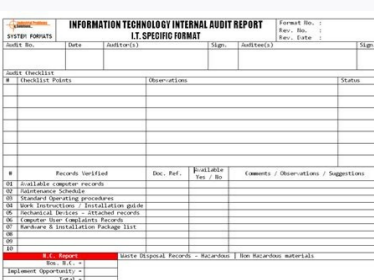 INFORMATION TECHNOLOGY INTERNAL AUDIT REPORT
I.T. SPECIFIC FORMAT
SYSTEM FORMATS
Format No. :
Rev. No. :
Rev. Date :
Audit No. Date Auditor(s) Sign. Auditee(s) Sign
Audit Checklist
# Checklist Points Observations Status
# Records Verified Doc. Ref. Available Yes / No Comments / Observations / Suggestions
01 Available computer records
02 Maintenance Schedule
03 Standard Operating procedures
04 Work Instructions / Installation guide
05 Mechanical Devices - Attached records
06 Computer User Complaints Records
07 Hardware & installation Package list
08
09
10
N.C. Report Waste Disposal Records - Hazardous | Non Hazardous materials
Nos. N.C. =
Implement Opportunity =
Total =